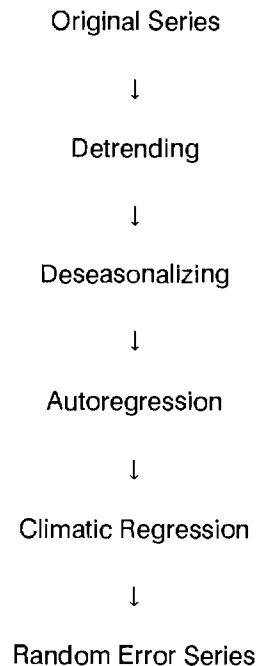 Original Series
↓
Detrending
↓
Deseasonalizing
↓
Autoregression
↓
Climatic Regression
↓
Random Error Series